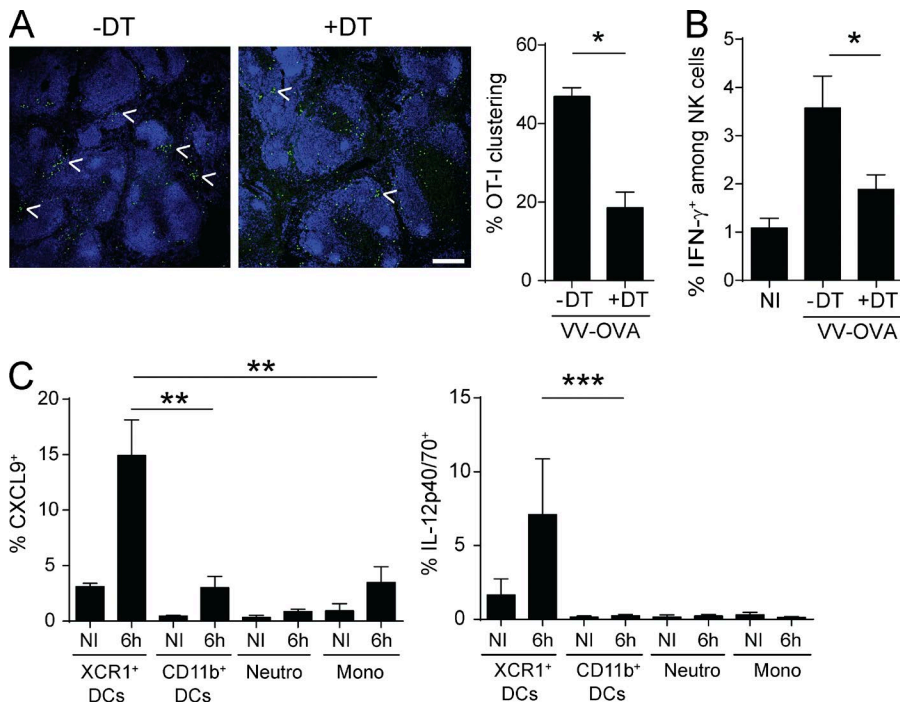 A
-DT
+DT
% OT-I clustering
60
40
20
0
*
-DT +DT
VV-OVA
B
% IFN-γ⁺ among NK cells
5
4
3
2
1
0
*
NI -DT +DT
VV-OVA
C
% CXCL9⁺
20
15
10
5
0
**
**
NI 6h NI 6h NI 6h NI 6h
XCR1⁺ CD11b⁺ Neutro Mono
DCs DCs
% IL-12p40/70⁺
15
10
5
0
***
NI 6h NI 6h NI 6h NI 6h
XCR1⁺ CD11b⁺ Neutro Mono
DCs DCs